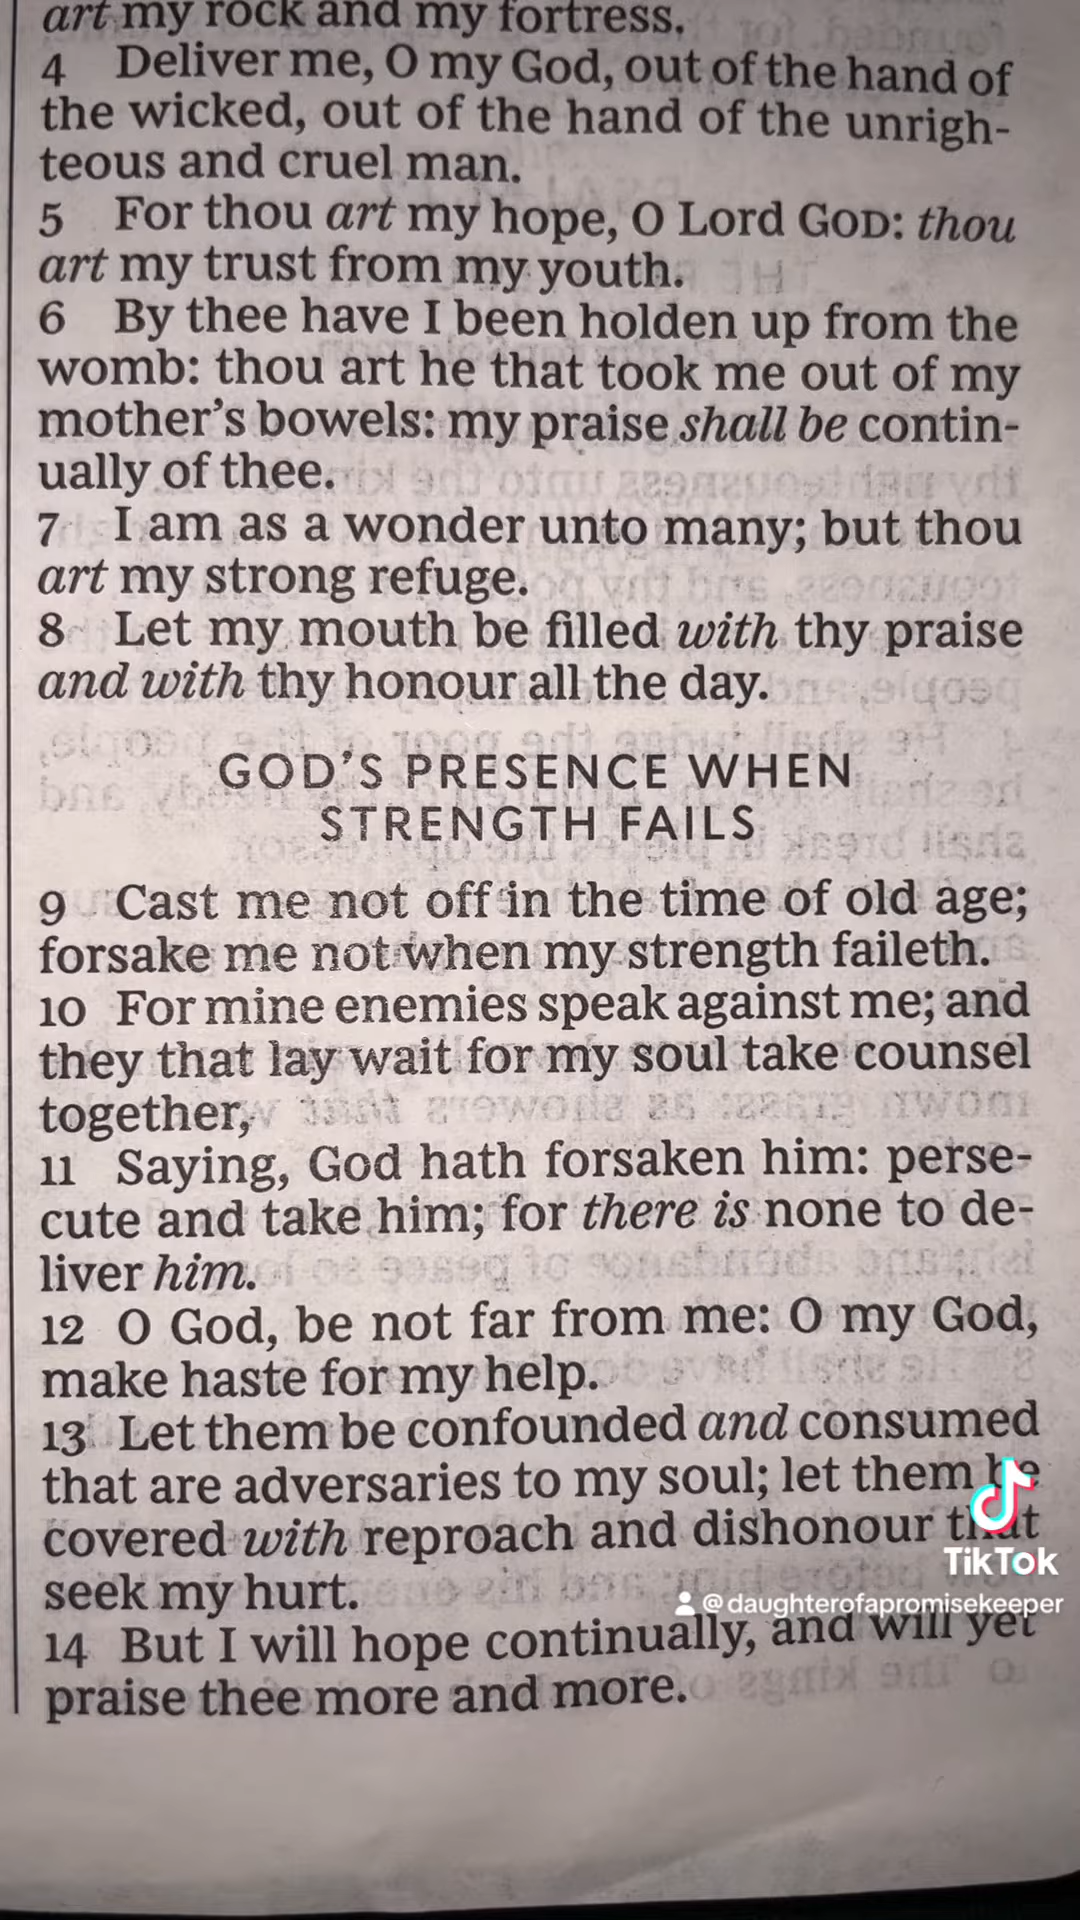 art my rock and my fortress.
4 Deliver me, O my God, out of the hand of
the wicked, out of the hand of the unrigh-
teous and cruel man.
5 For thou art my hope, O Lord GOD: thou
art my trust from my youth.
6 By thee have I been holden up from the
womb: thou art he that took me out of my
mother's bowels: my praise shall be contin-
ually of thee.
7 I am as a wonder unto many; but thou
art my strong refuge.
8 Let my mouth be filled with thy praise
and with thy honour all the day.
GOD'S PRESENCE WHEN
STRENGTH FAILS
9 Cast me not off in the time of old age;
forsake me not when my strength faileth.
10 For mine enemies speak against me; and
they that lay wait for my soul take counsel
together,
11 Saying, God hath forsaken him: perse-
cute and take him; for there is none to de-
liver him.
12 O God, be not far from me: O my God,
make haste for my help.
13 Let them be confounded and consumed
that are adversaries to my soul; let them be
covered with reproach and dishonour that
seek my hurt.
14 But I will hope continually, and will yet
praise thee more and more.
TikTok
@daughterofapromisekeeper